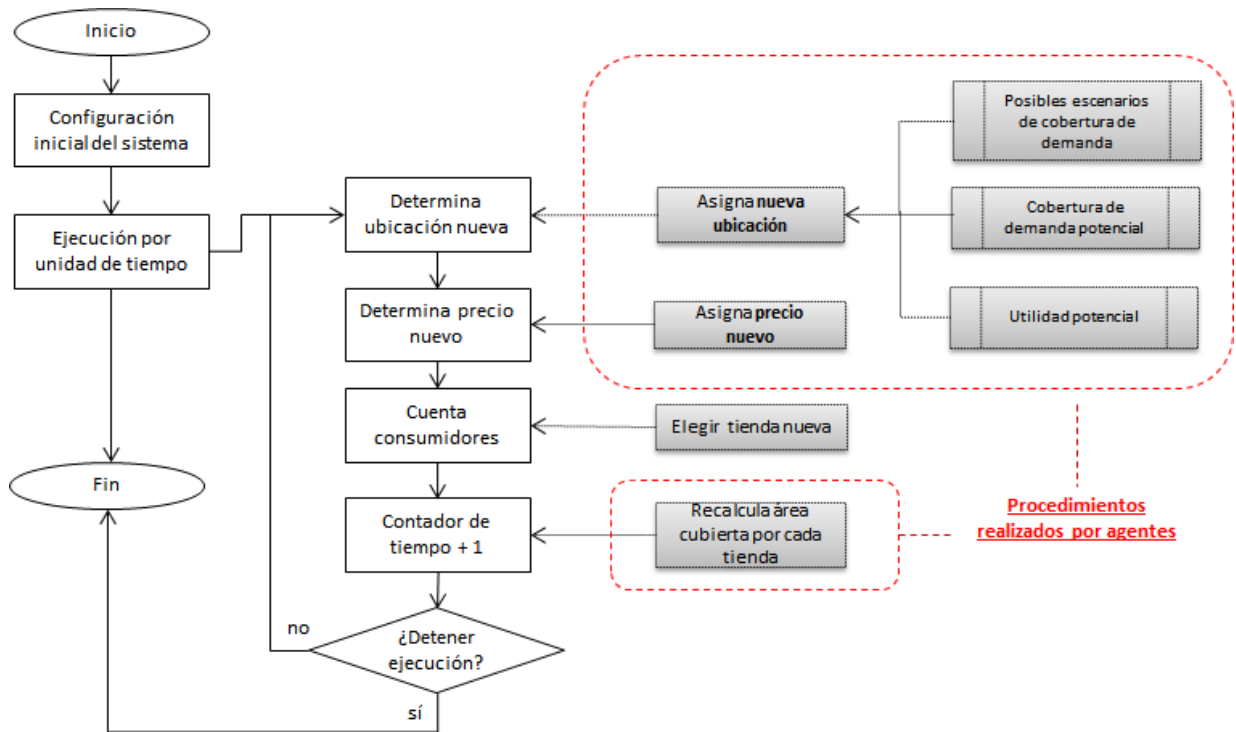 Inicio
Configuración
inicial del sistema
Ejecución por
unidad de tiempo
Fin
Determina
ubicación nueva
Determina precio
nuevo
Cuenta
consumidores
Contador de
tiempo + 1
¿Detener
ejecución?
no
sí
Asigna nueva
ubicación
Asigna precio
nuevo
Elegir tienda nueva
Recalcula área
cubierta por cada
tienda
Posibles escenarios
de cobertura de
demanda
Cobertura de
demanda potencial
Utilidad potencial
Procedimientos
realizados por agentes